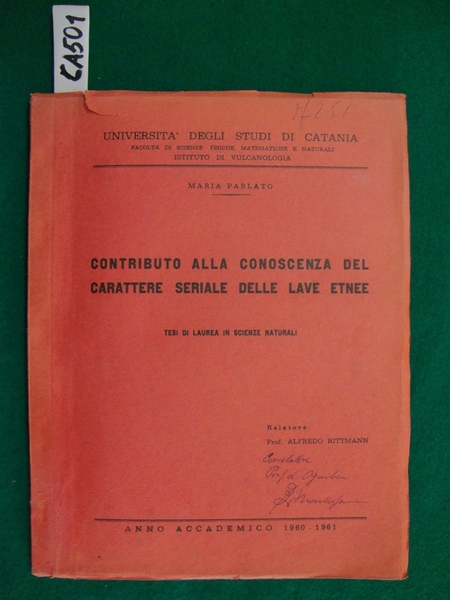 CA501
17251
UNIVERSITA' DEGLI STUDI DI CATANIA
FACOLTÀ DI SCIENZE FISICHE, MATEMATICHE E NATURALI
ISTITUTO DI VULCANOLOGIA
MARIA PARLATO
CONTRIBUTO ALLA CONOSCENZA DEL
CARATTERE SERIALE DELLE LAVE ETNEE
TESI DI LAUREA IN SCIENZE NATURALI
Relatore
Prof. ALFREDO RITTMANN
Correlatore
Prof.
ANNO ACCADEMICO 1960 - 1961